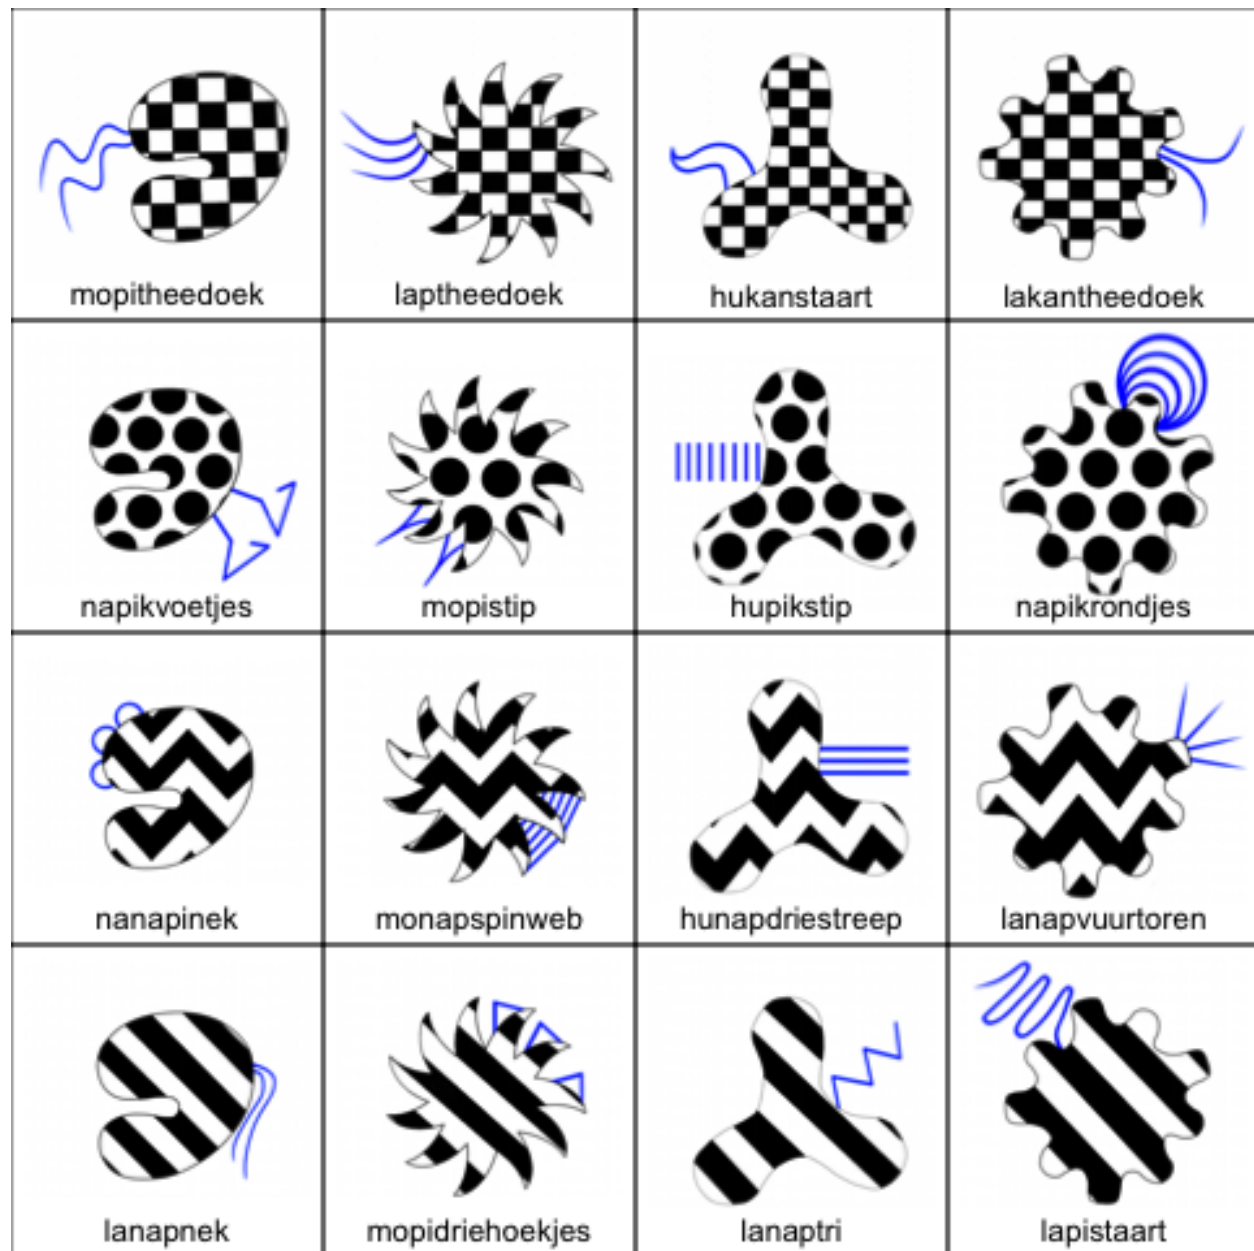 mopitheedoek
laptheedoek
hukanstaart
lakantheedoek
napikvoetjes
mopistip
hupikstip
napikrondjes
nanapinek
monapspinweb
hunapdriestreep
lanapvuurtoren
lanapnek
mopidriehoekjes
lanaptri
lapistaart